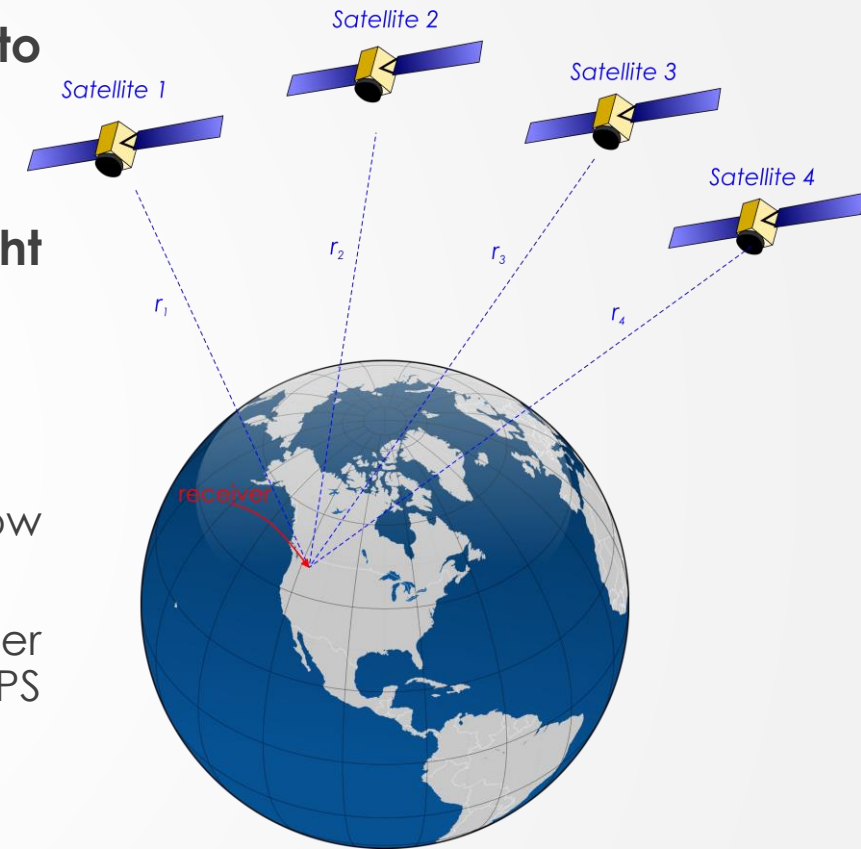 to
Satellite 2
Satellite 3
Satellite 1
Satellite 4
ht
r₂
r₃
r₁
r₄
receiver
ow
er
PS